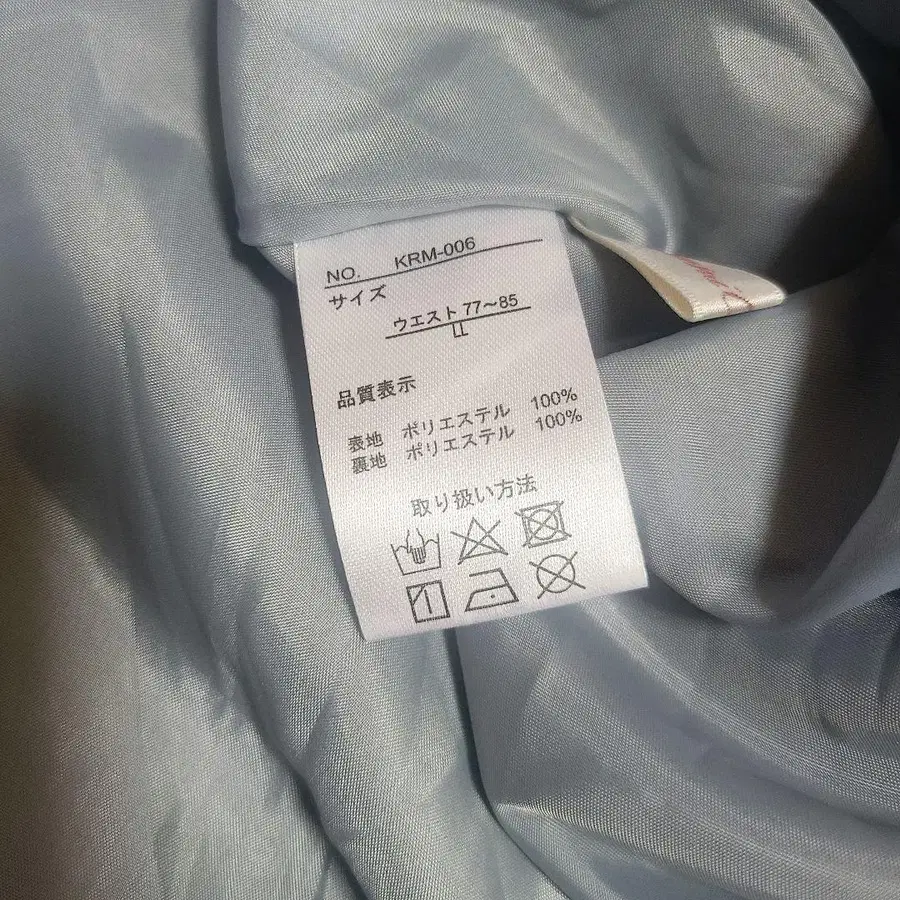 NO. KRM-006
サイズ
ウエスト 77～85
LL
品質表示
表地 ポリエステル 100%
裏地 ポリエステル 100%
取り扱い方法